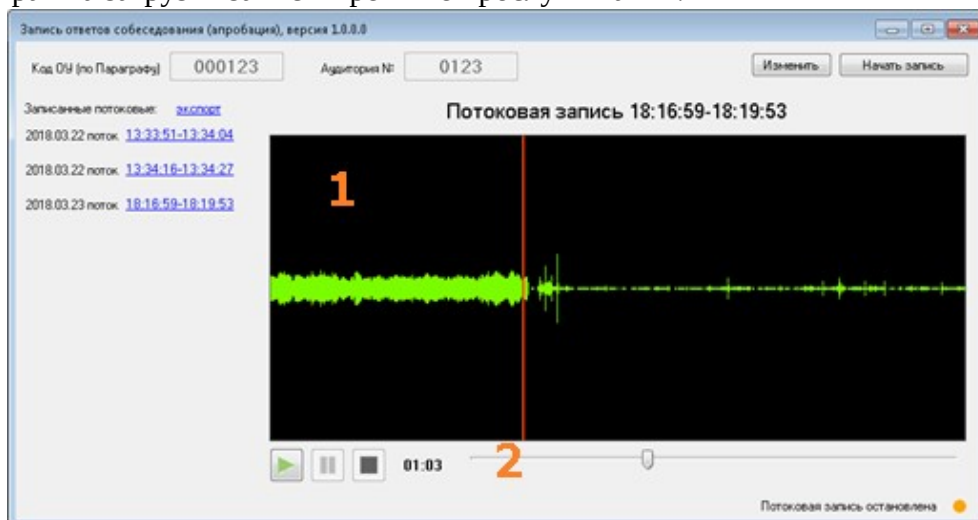 Запись ответов собеседования (апробация), версия 1.0.0.0
Код ОУ (по Параграфу) 000123 Аудитория № 0123 Изменить Начать запись
Записанные потоковые: экспорт
Потоковая запись 18:16:59-18:19:53
2018.03.22 поток 13:33:51-13:34:04
2018.03.22 поток 13:34:16-13:34:27
2018.03.23 поток 18:16:59-18:19:53
1
01:03
2
Потоковая запись остановлена